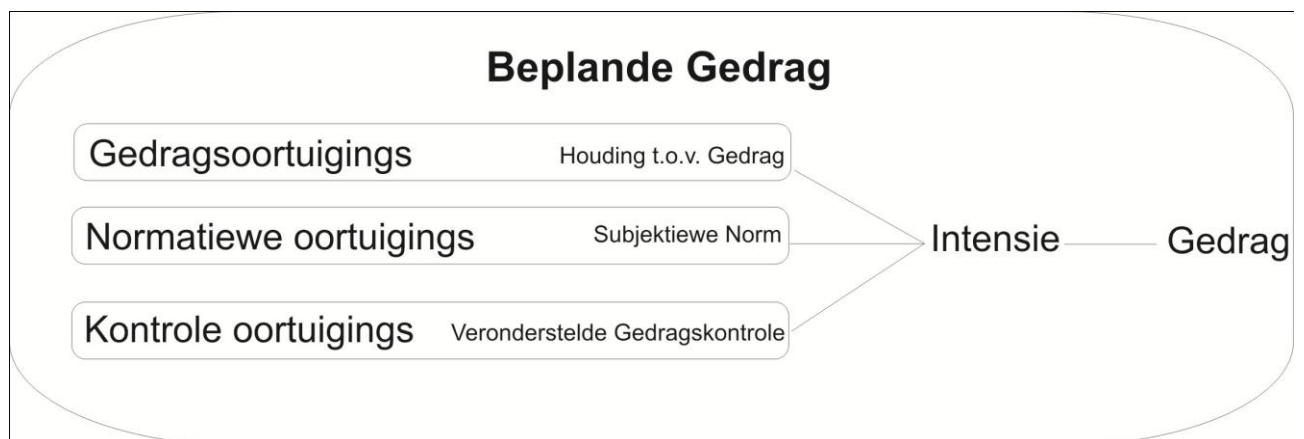 Beplande Gedrag
Gedragsoortuigings Houding t.o.v. Gedrag
Normatiewe oortuigings Subjektiewe Norm
Intensie Gedrag
Kontrole oortuigings Veronderstelde Gedragskontrole